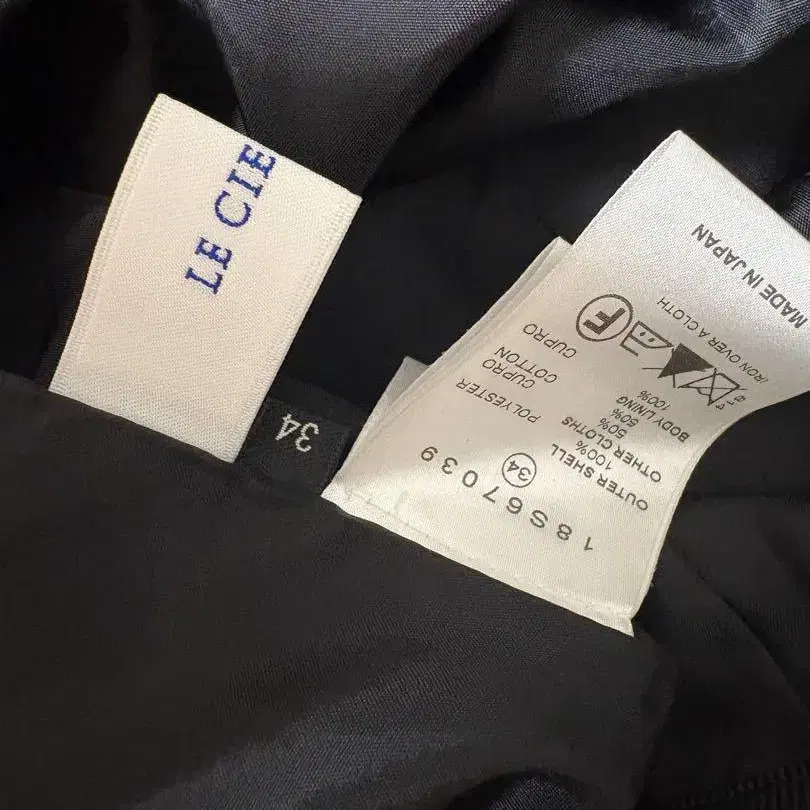 LE CIE
34
18S67039
34
OUTER SHELL
100% POLYESTER
OTHER CLOTHS
50% CUPRO
50% COTTON
BODY LINING
100% CUPRO
F
IRON OVER A CLOTH
MADE IN JAPAN